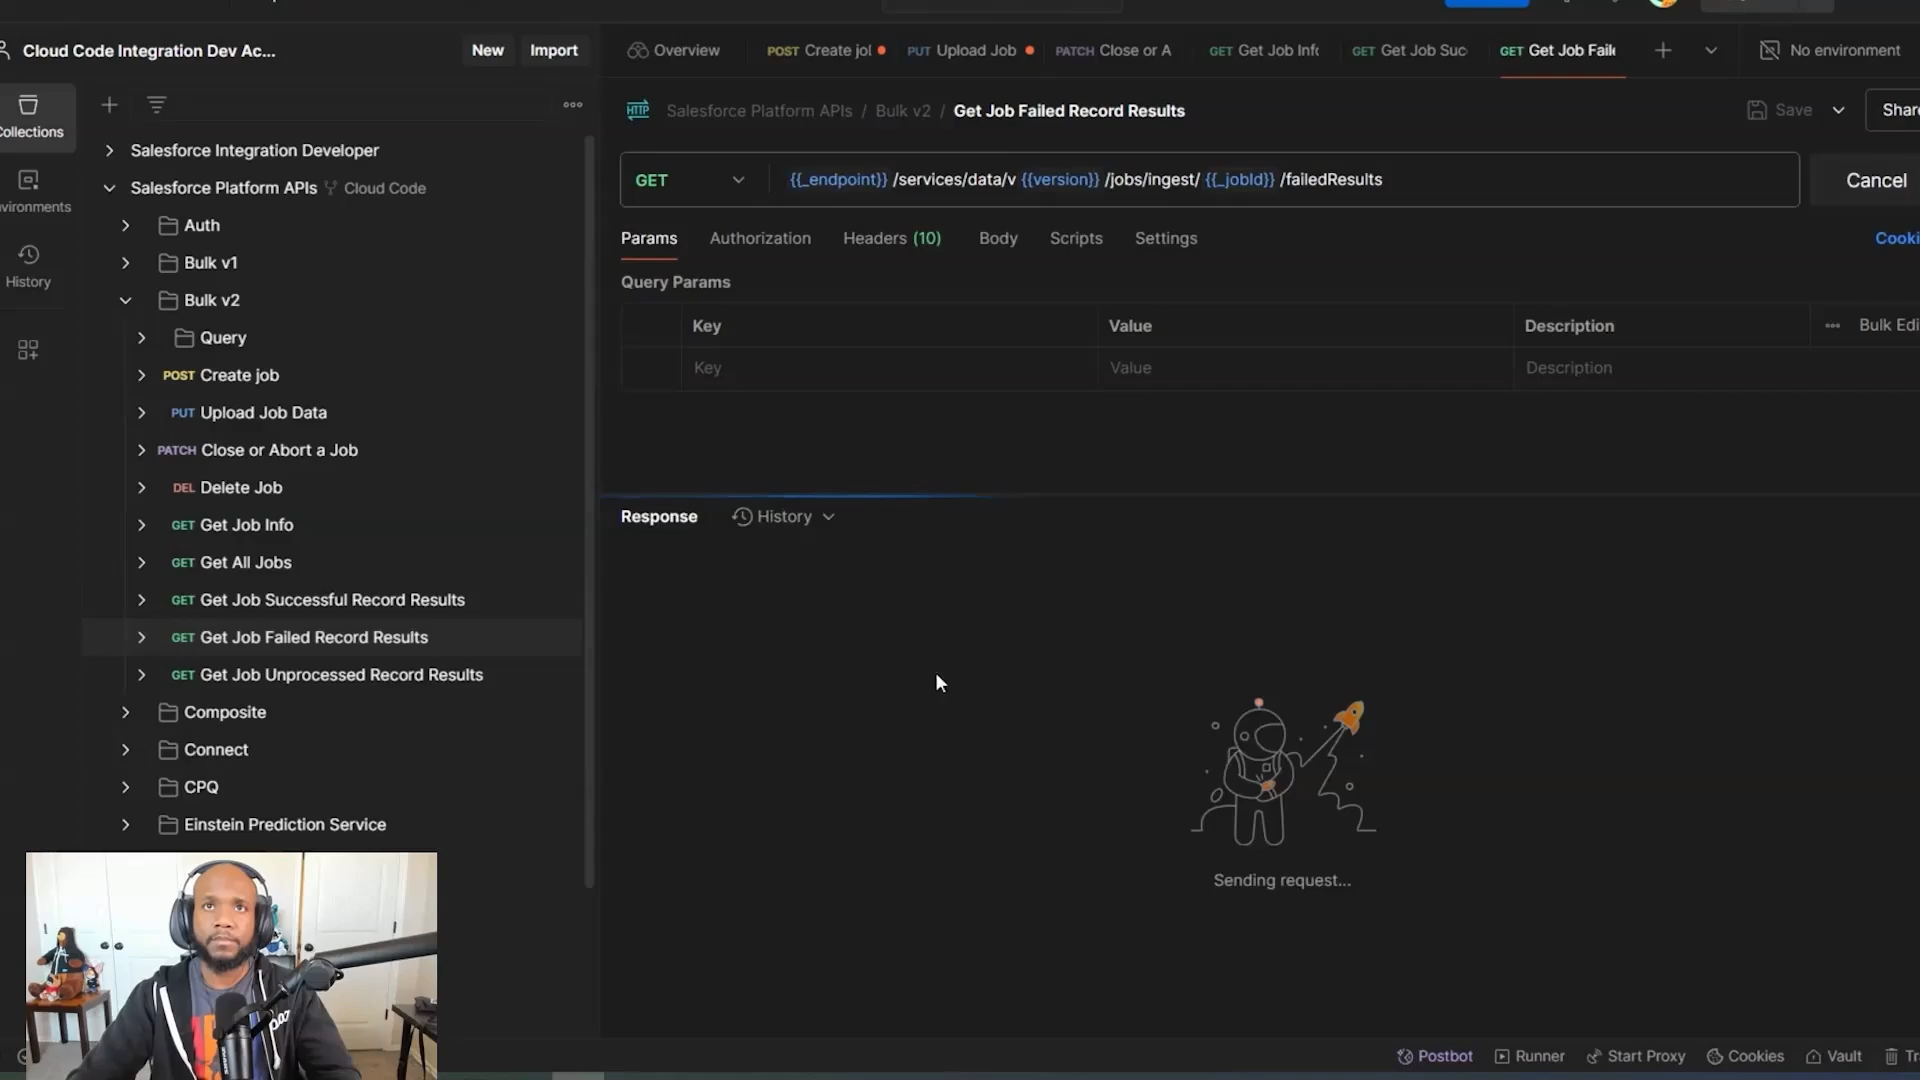 Cloud Code Integration Dev Ac...
New
Import
Overview
POST Create jol
PUT Upload Job
PATCH Close or A
GET Get Job Info
GET Get Job Suc
GET Get Job Faile
No environment
Collections
Environments
History
Salesforce Integration Developer
Salesforce Platform APIs Cloud Code
Auth
Bulk v1
Bulk v2
Query
POST Create job
PUT Upload Job Data
PATCH Close or Abort a Job
DEL Delete Job
GET Get Job Info
GET Get All Jobs
GET Get Job Successful Record Results
GET Get Job Failed Record Results
GET Get Job Unprocessed Record Results
Composite
Connect
CPQ
Einstein Prediction Service
HTTP Salesforce Platform APIs / Bulk v2 / Get Job Failed Record Results
Save
Share
GET
{{_endpoint}} /services/data/v {{version}} /jobs/ingest/ {{_jobId}} /failedResults
Cancel
Params
Authorization
Headers (10)
Body
Scripts
Settings
Cooki
Query Params
Key
Value
Description
Bulk Edi
Key
Value
Description
Response
History
Sending request...
Postbot
Runner
Start Proxy
Cookies
Vault
Tr